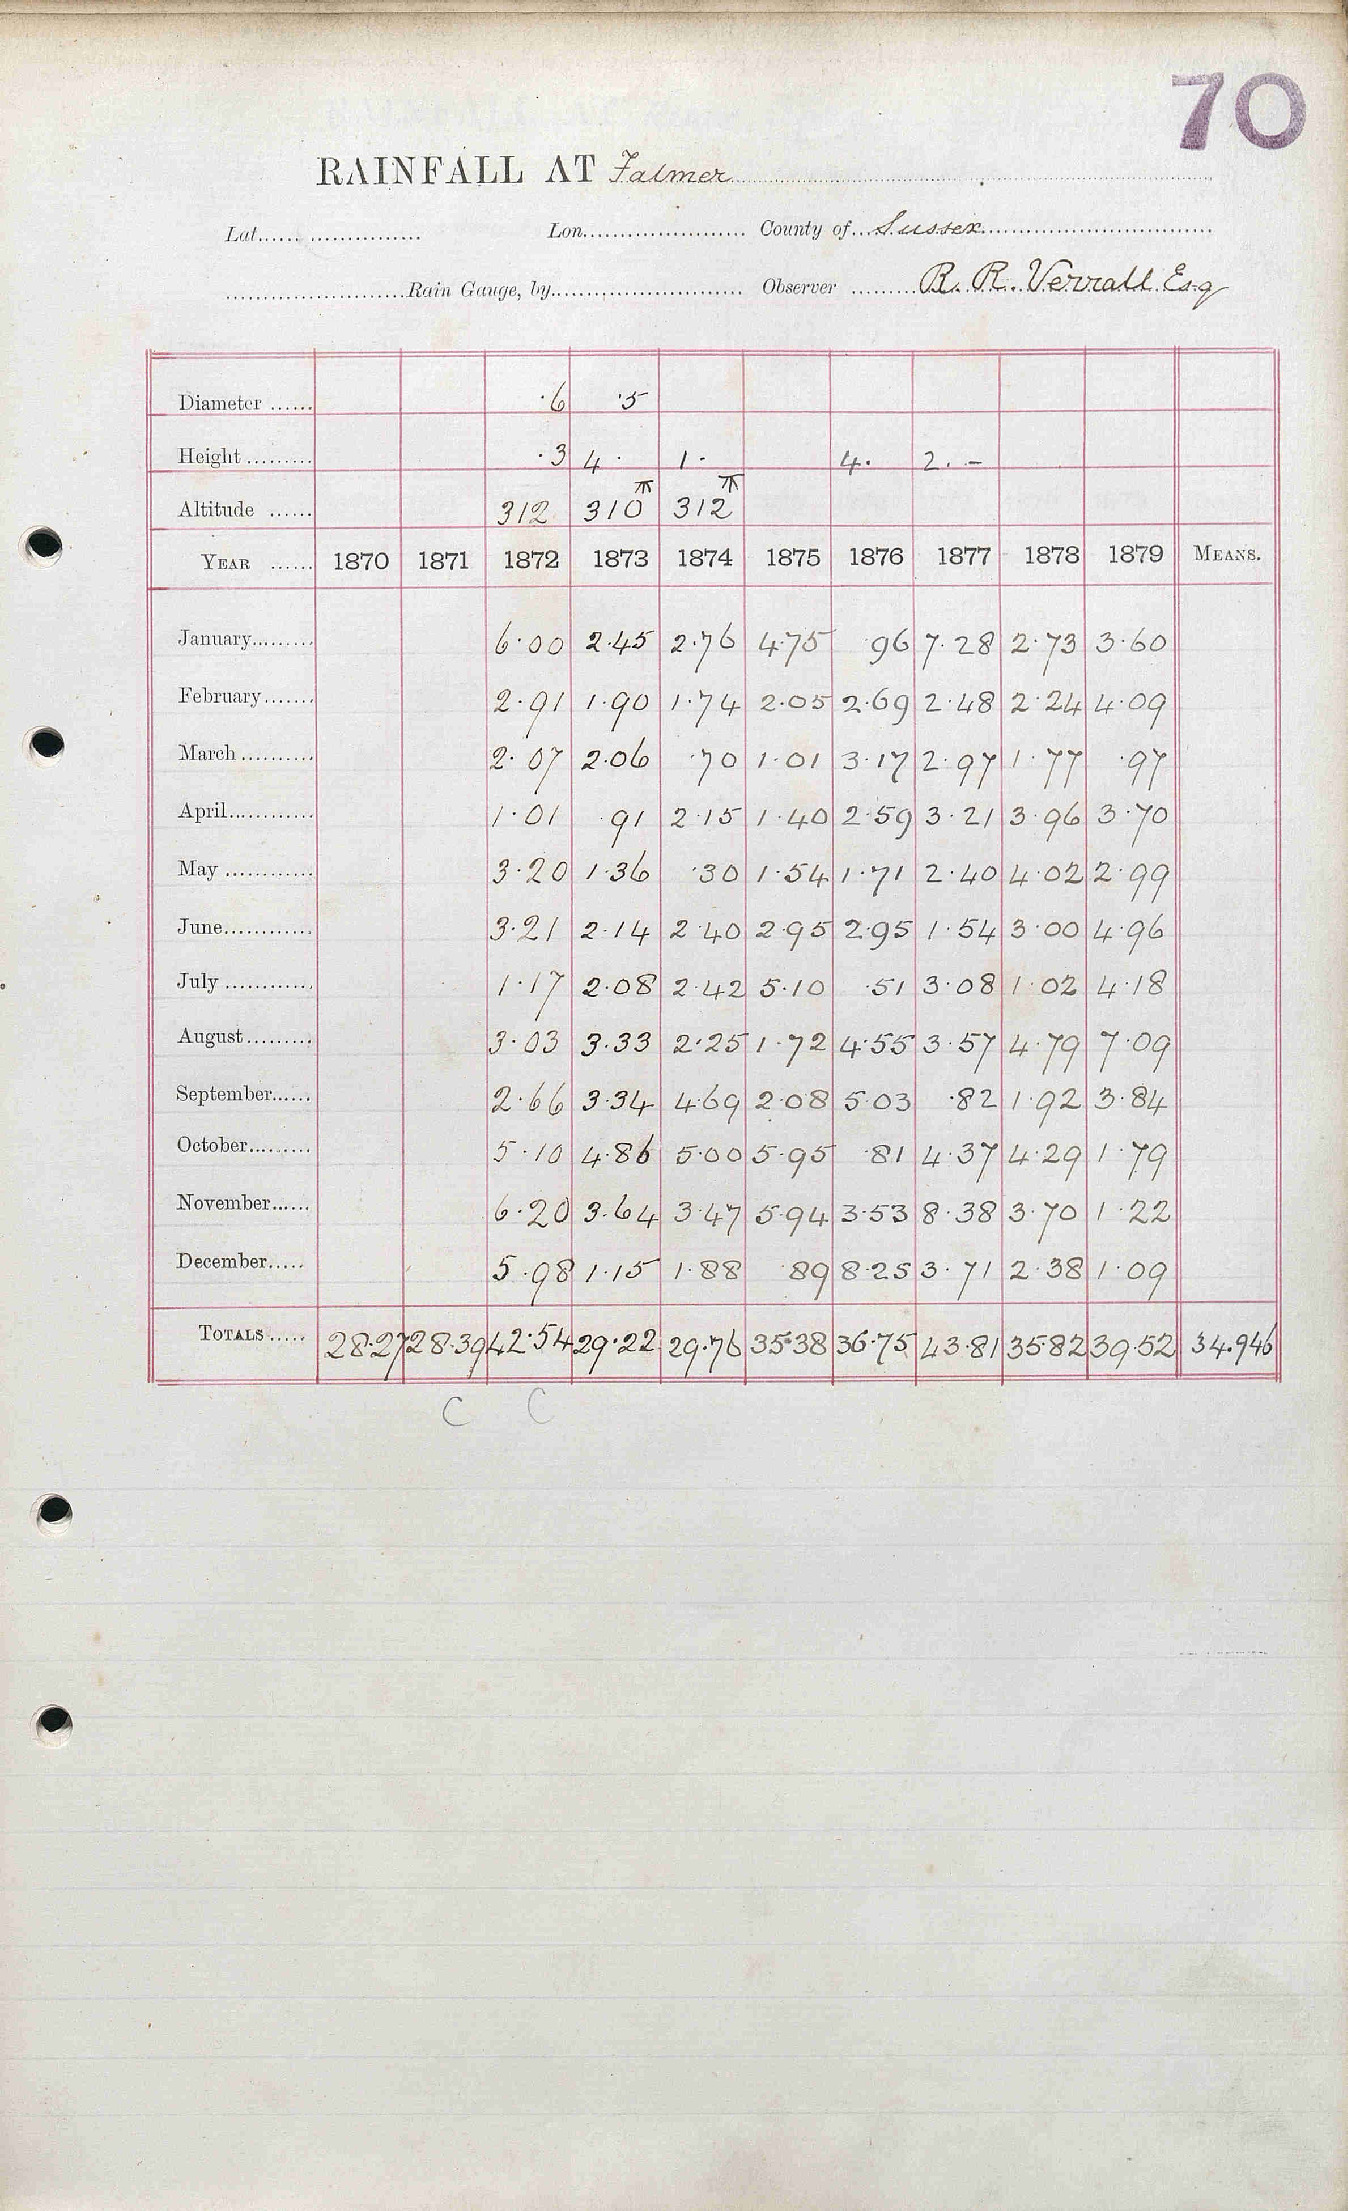 70
RAINFALL AT Falmer
Lat. Lon. County of Sussex
Rain Gauge, by Observer R. R. Verrall Esq
Diameter ...... ·6 ·5
Height ......... ·3 4 · 1 · 4 · 2 . -
Altitude ...... 312 310 312
YEAR ...... 1870 1871 1872 1873 1874 1875 1876 1877 1878 1879 MEANS.
January......... 6·00 2·45 2·76 4·75 96 7·28 2·73 3·60
February....... 2·91 1·90 1·74 2·05 2·69 2·48 2·24 4·09
March .......... 2·07 2·06 ·70 1·01 3·17 2·97 1·77 ·97
April............ 1·01 91 2·15 1·40 2·59 3·21 3·96 3·70
May ............ 3·20 1·36 ·30 1·54 1·71 2·40 4·02 2·99
June............ 3·21 2·14 2·40 2·95 2·95 1·54 3·00 4·96
July ............ 1·17 2·08 2·42 5·10 ·51 3·08 1·02 4·18
August ......... 3·03 3·33 2·25 1·72 4·55 3·57 4·79 7·09
September...... 2·66 3·34 4·69 2·08 5·03 ·82 1·92 3·84
October......... 5·10 4·86 5·00 5·95 ·81 4·37 4·29 1·79
November...... 6·20 3·64 3·47 5·94 3·53 8·38 3·70 1·22
December..... 5·98 1·15 1·88 89 8·25 3·71 2·38 1·09
TOTALS ..... 28·27 28·39 42·54 29·22 29·76 35·38 36·75 43·81 35·82 39·52 34·946
C C